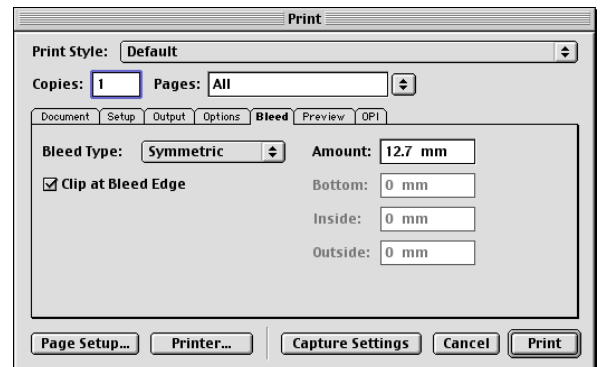 Print
Print Style: Default
Copies: 1 Pages: All
Document Setup Output Options Bleed Preview OPI
Bleed Type: Symmetric Amount: 12.7 mm
Clip at Bleed Edge Bottom: 0 mm
Inside: 0 mm
Outside: 0 mm
Page Setup... Printer... Capture Settings Cancel Print